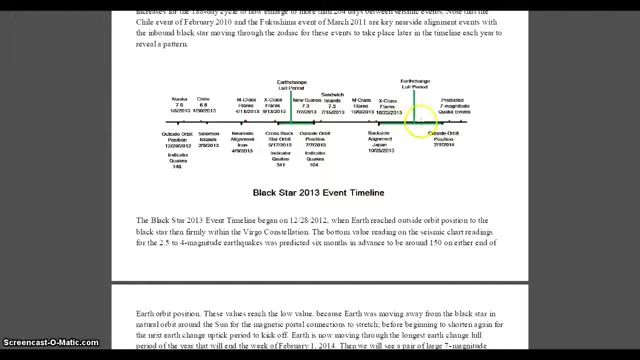 increases for the 188-day cycle to now enlarge to more than 204 days between seismic events. Note that the
Chile event of February 2010 and the Fukushima event of March 2011 are key nearside alignment events with
the inbound black star moving through the zodiac for these events to take place later in the timeline each year to
reveal a pattern.
Earthchange Lull Period
Earthchange Lull Period
Alaska 7.5 1/5/2013
Chile 6.8 1/30/2013
M-Class Flares 4/11/2013
X-Class Flares 5/13/2013
New Guinea 7.3 7/7/2013
Sandwich Islands 7.3 7/15/2013
M-Class Flares
X-Class Flares 10/23/2013
Predicted 7 magnitude Quake Events
Outside Orbit Position 12/28/2012
Solomon Islands 2/6/2013
Nearside Alignment Iran 4/9/2013
Cross Black Star Orbit 5/17/2013
Outside Orbit Position 7/7/2013
Backside Alignment Japan 10/25/2013
Outside Orbit Position 2/1/2014
Indicator Quakes 146
Indicator Quakes 341
Indicator Quakes 154
Black Star 2013 Event Timeline
The Black Star 2013 Event Timeline began on 12/28/2012, when Earth reached outside orbit position to the
black star then firmly within the Virgo Constellation. The bottom value reading on the seismic chart readings
for the 2.5 to 4-magnitude earthquakes was predicted six months in advance to be around 150 on either end of
Earth orbit position. These values reach the low value, because Earth was moving away from the black star in
natural orbit around the Sun for the magnetic portal connections to stretch; before beginning to shorten again for
the next earth change uptick period to kick off. Earth is now moving through the longest earth change lull
period of the year that will end the week of February 1, 2014. Then we will see a pair of large 7-magnitude
Screencast-O-Matic.com